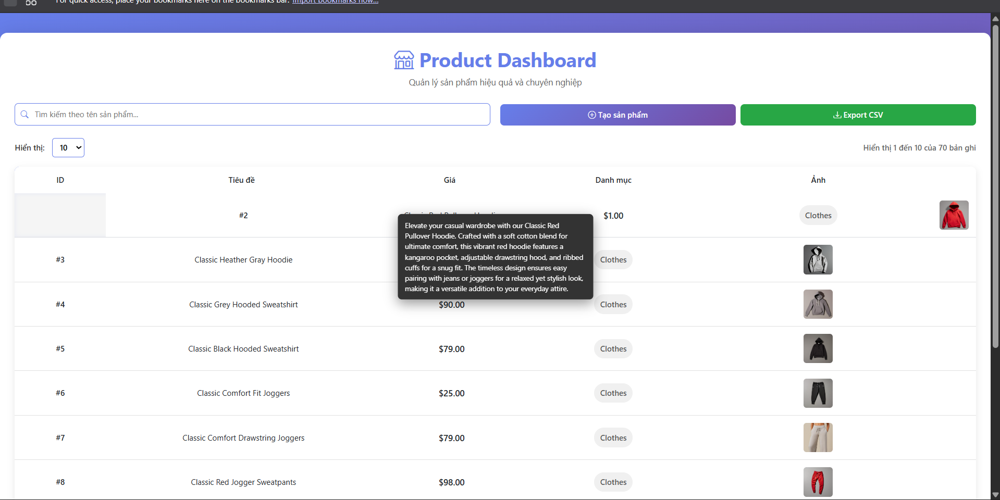 For quick access, place your bookmarks here on the bookmarks bar. Import bookmarks now...
Product Dashboard
Quản lý sản phẩm hiệu quả và chuyên nghiệp
Tìm kiếm theo tên sản phẩm...
Tạo sản phẩm
Export CSV
Hiển thị: 10
Hiển thị 1 đến 10 của 70 bản ghi
ID Tiêu đề Giá Danh mục Ảnh
#2 $1.00 Clothes
Elevate your casual wardrobe with our Classic Red
Pullover Hoodie. Crafted with a soft cotton blend for
ultimate comfort, this vibrant red hoodie features a
kangaroo pocket, adjustable drawstring hood, and ribbed
cuffs for a snug fit. The timeless design ensures easy
pairing with jeans or joggers for a relaxed yet stylish look,
making it a versatile addition to your everyday attire.
#3 Classic Heather Gray Hoodie Clothes
#4 Classic Grey Hooded Sweatshirt $90.00 Clothes
#5 Classic Black Hooded Sweatshirt $79.00 Clothes
#6 Classic Comfort Fit Joggers $25.00 Clothes
#7 Classic Comfort Drawstring Joggers $79.00 Clothes
#8 Classic Red Jogger Sweatpants $98.00 Clothes